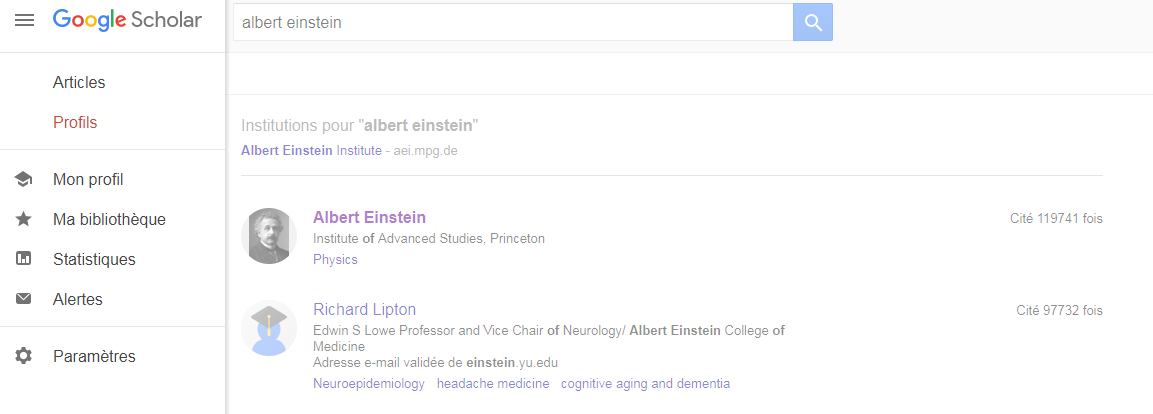 Google Scholar
albert einstein
Articles
Profils
Mon profil
Ma bibliothèque
Statistiques
Alertes
Paramètres
Institutions pour "albert einstein"
Albert Einstein Institute - aei.mpg.de
Albert Einstein
Cité 119741 fois
Institute of Advanced Studies, Princeton
Physics
Richard Lipton
Cité 97732 fois
Edwin S Lowe Professor and Vice Chair of Neurology/ Albert Einstein College of
Medicine
Adresse e-mail validée de einstein.yu.edu
Neuroepidemiology headache medicine cognitive aging and dementia